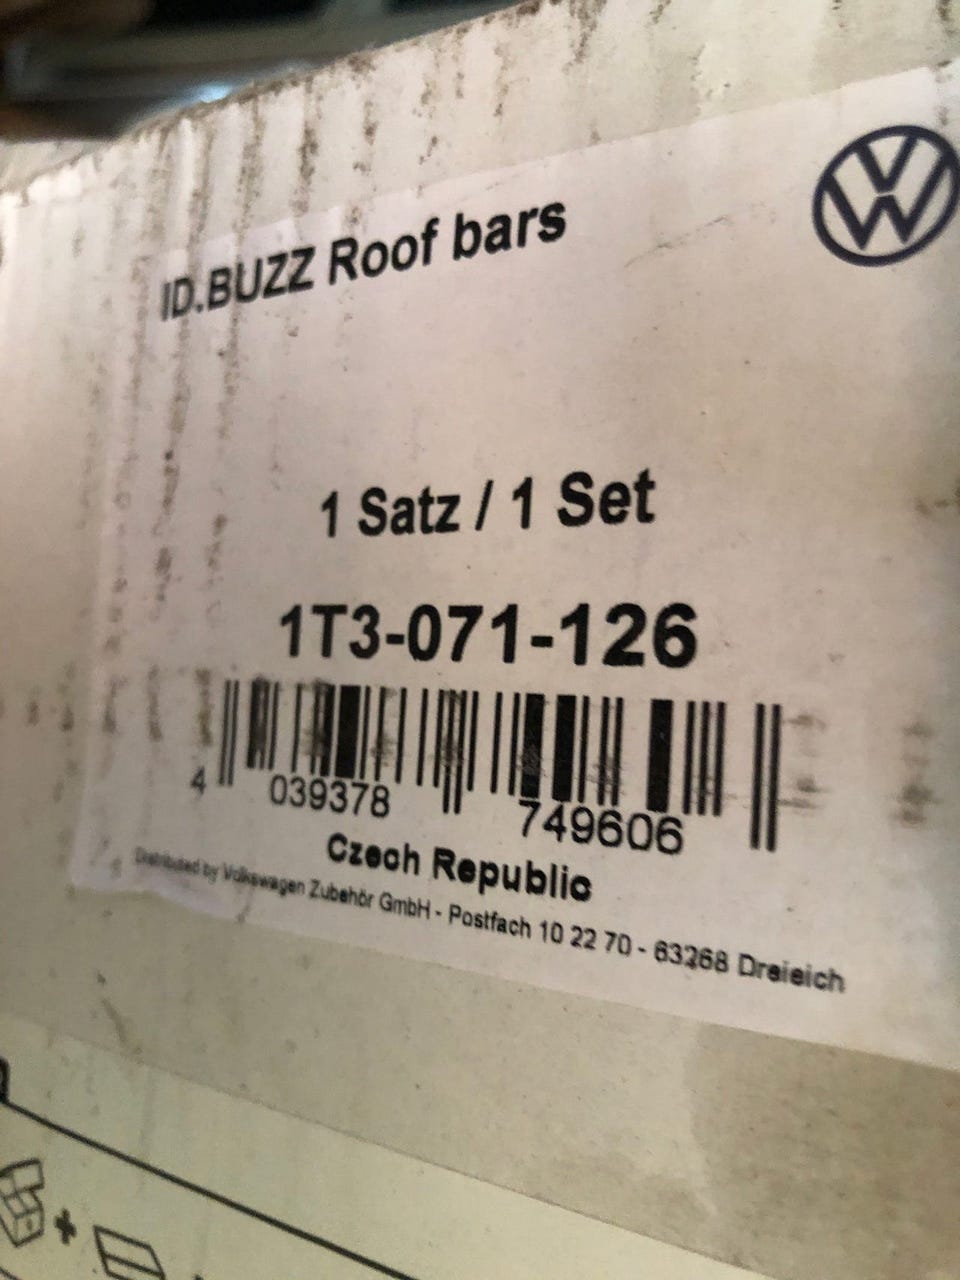 ID.BUZZ Roof bars
1 Satz / 1 Set
1T3-071-126
4 039378 749606
Czech Republic
Distributed by Volkswagen Zubehör GmbH - Postfach 10 22 70 - 63268 Dreieich
+